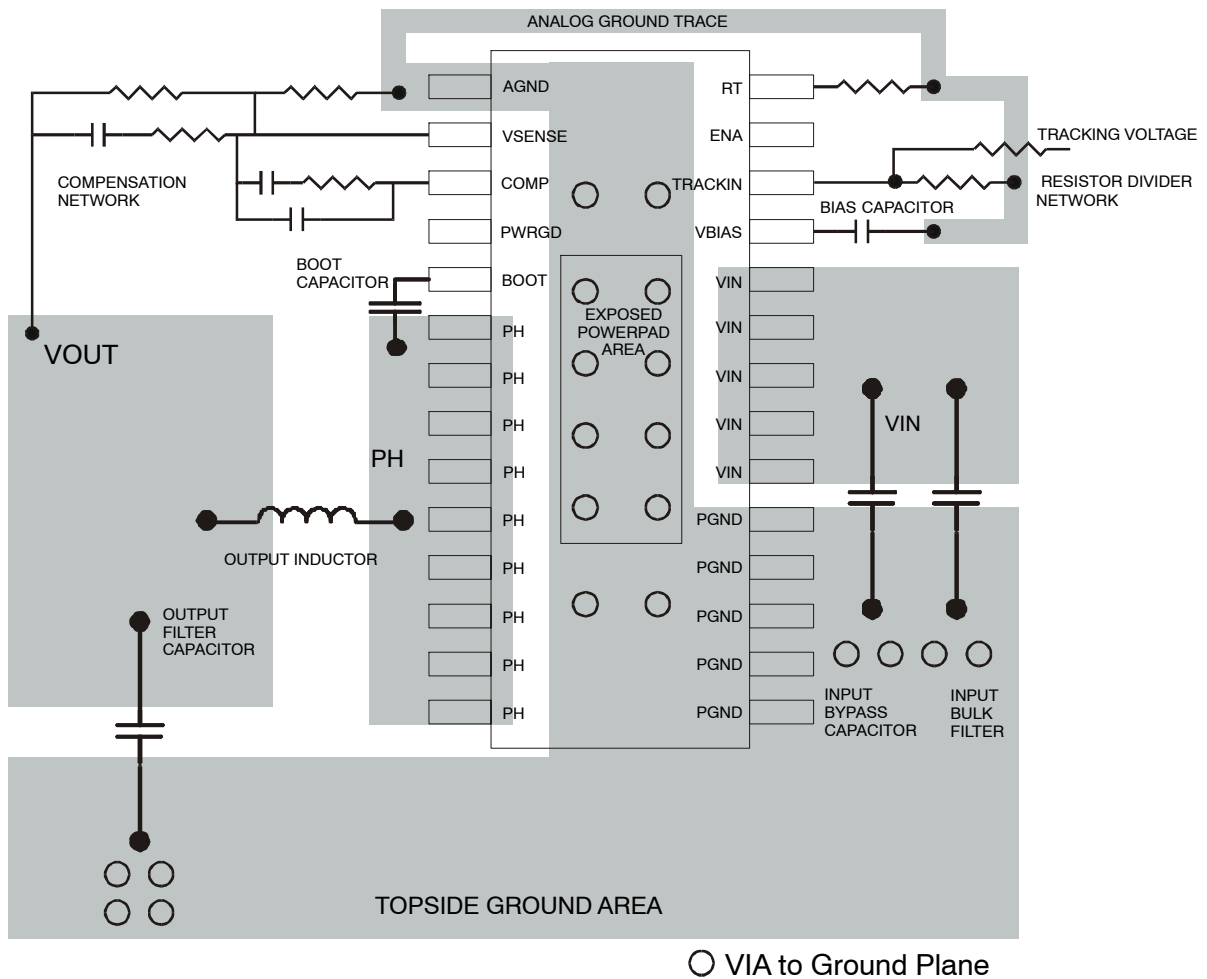 ANALOG GROUND TRACE
AGND
RT
VSENSE
ENA
TRACKING VOLTAGE
COMPENSATION
NETWORK
COMP
TRACKIN
RESISTOR DIVIDER
NETWORK
BIAS CAPACITOR
PWRGD
VBIAS
BOOT
CAPACITOR
BOOT
VIN
EXPOSED
POWERPAD
AREA
PH
VIN
VOUT
PH
VIN
PH
VIN
VIN
PH
PH
VIN
PH
PGND
OUTPUT INDUCTOR
PH
PGND
OUTPUT
FILTER
CAPACITOR
PH
PGND
PH
PGND
PH
PGND
INPUT
BYPASS
CAPACITOR
INPUT
BULK
FILTER
TOPSIDE GROUND AREA
VIA to Ground Plane